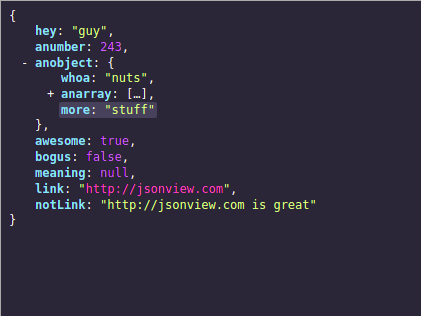 {
hey: "guy",
anumber: 243,
- anobject: {
whoa: "nuts",
+ anarray: […],
more: "stuff"
},
awesome: true,
bogus: false,
meaning: null,
link: "http://jsonview.com",
notLink: "http://jsonview.com is great"
}